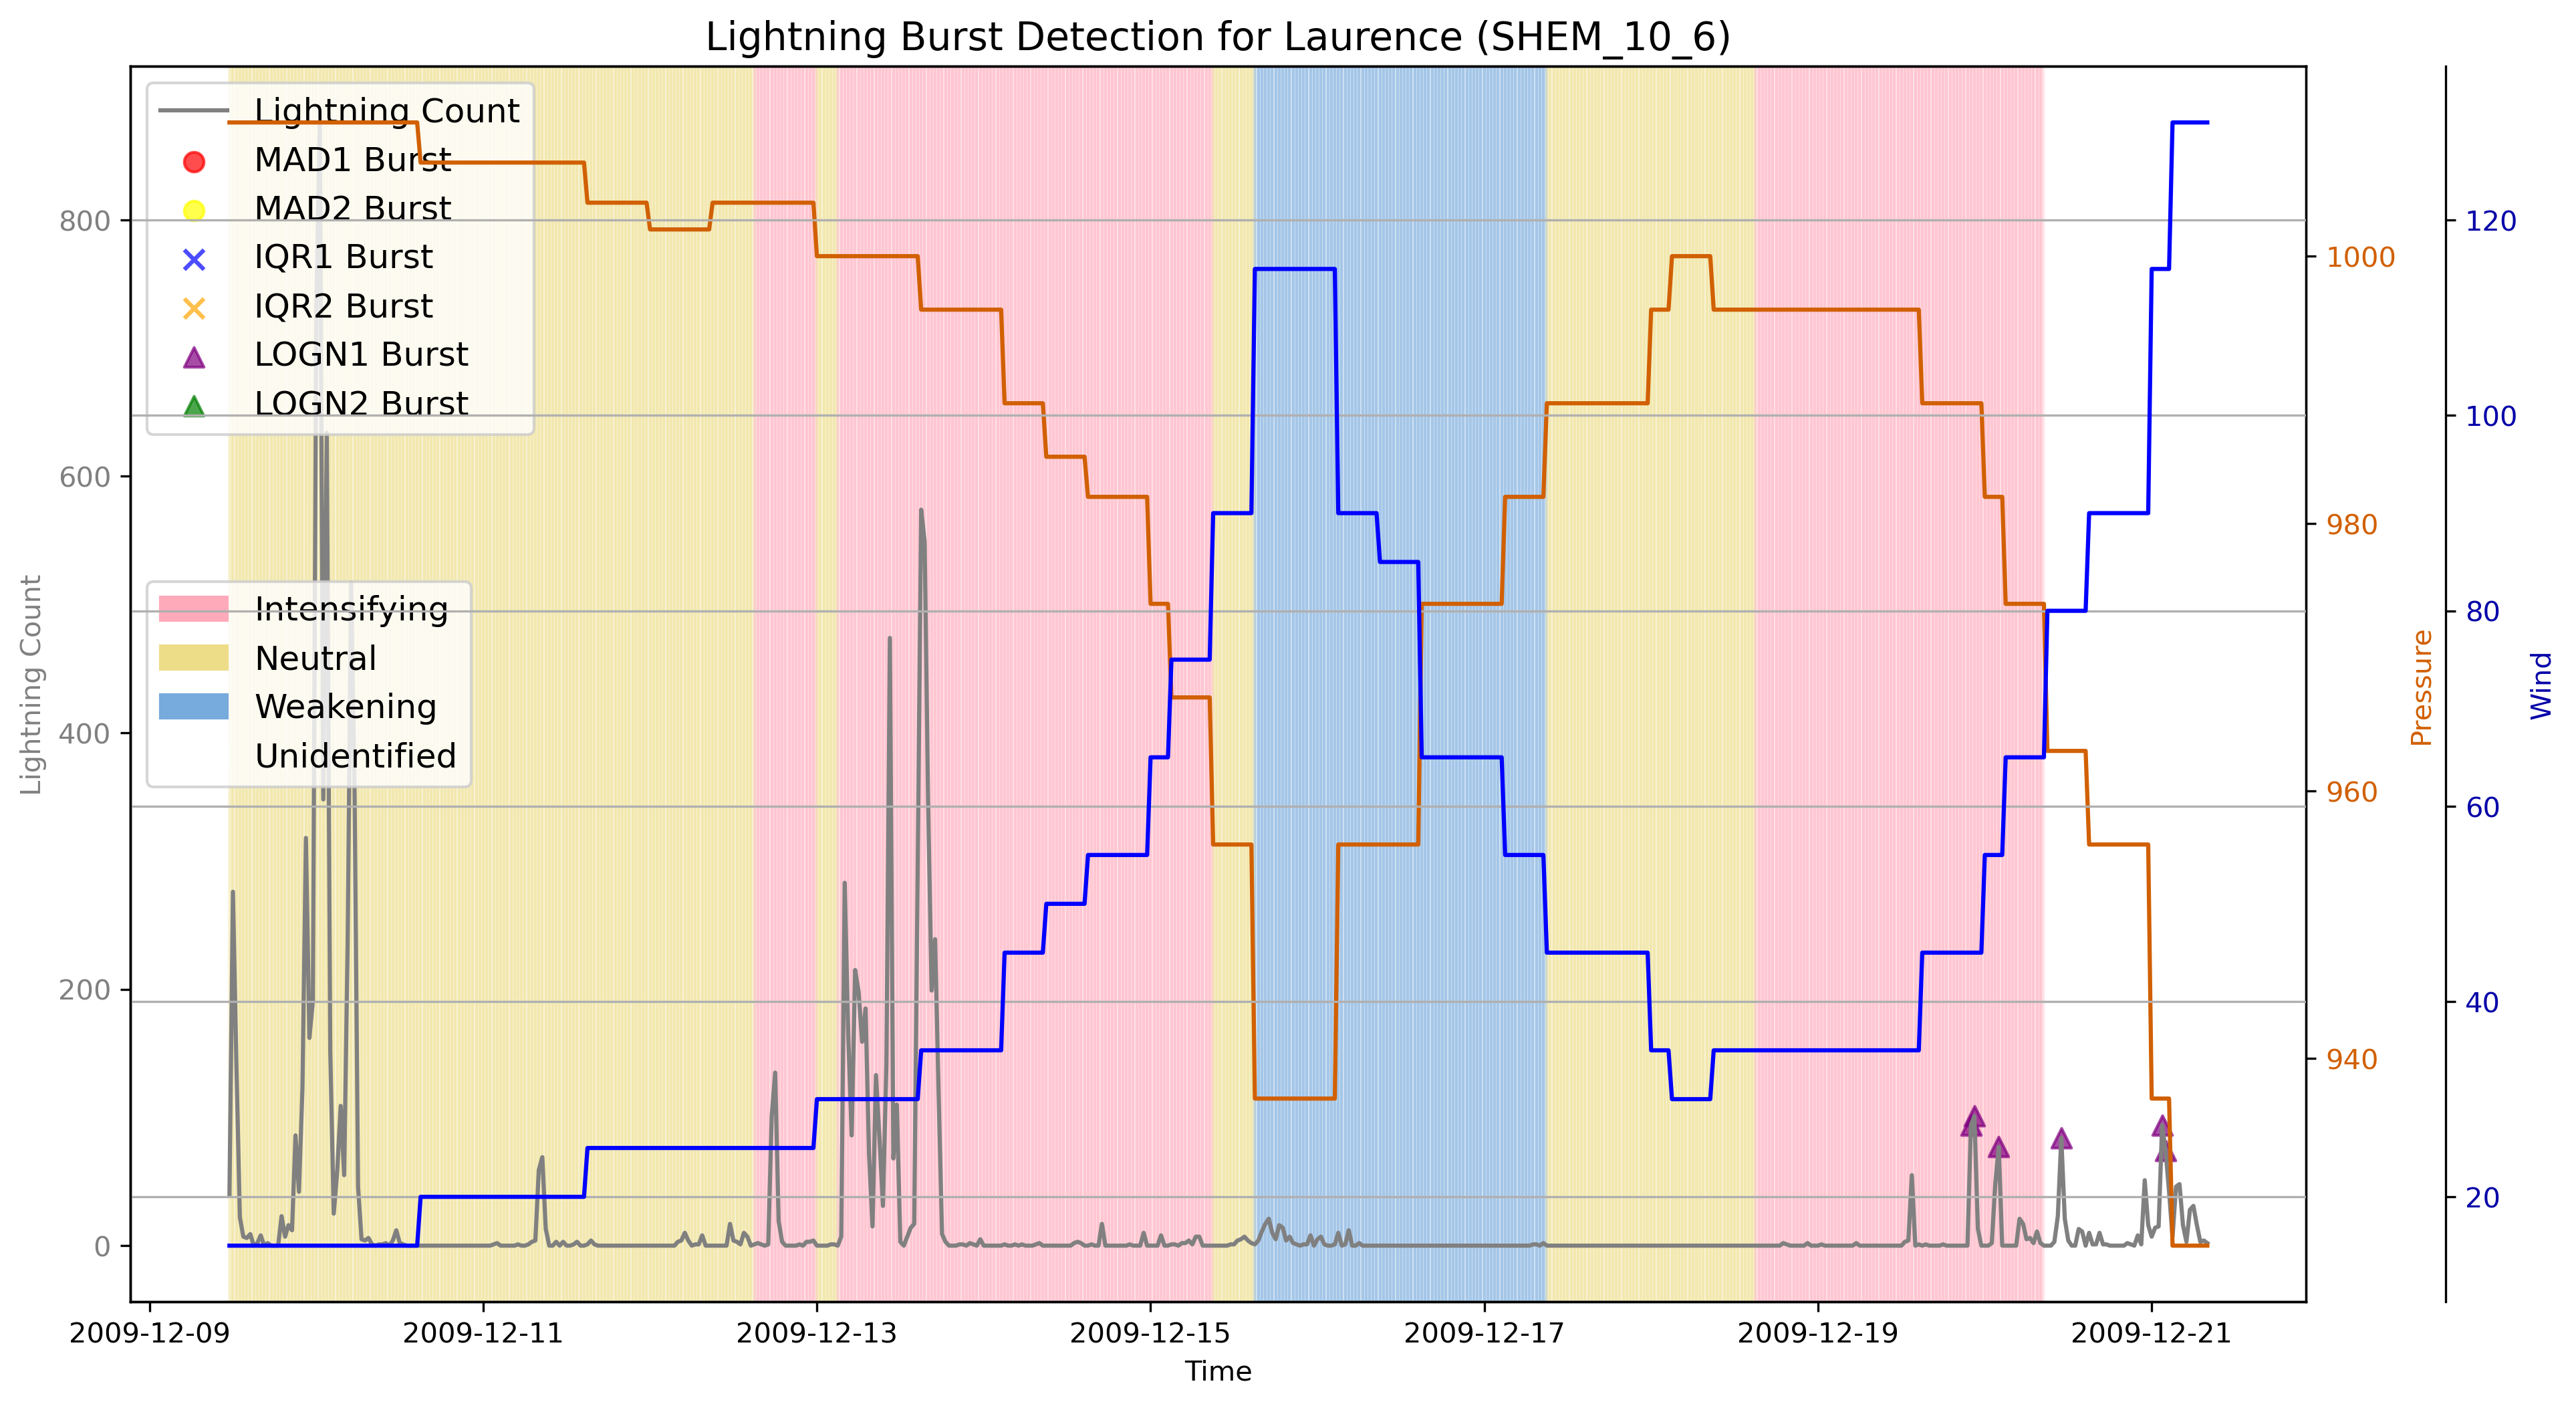 Lightning Burst Detection for Laurence (SHEM_10_6)
Lightning Count
MAD1 Burst
MAD2 Burst
IQR1 Burst
IQR2 Burst
LOGN1 Burst
LOGN2 Burst
Intensifying
Neutral
Weakening
Unidentified
Lightning Count
800
600
400
200
0
1000
980
960
940
Pressure
120
100
80
60
40
20
Wind
2009-12-09
2009-12-11
2009-12-13
2009-12-15
2009-12-17
2009-12-19
2009-12-21
Time